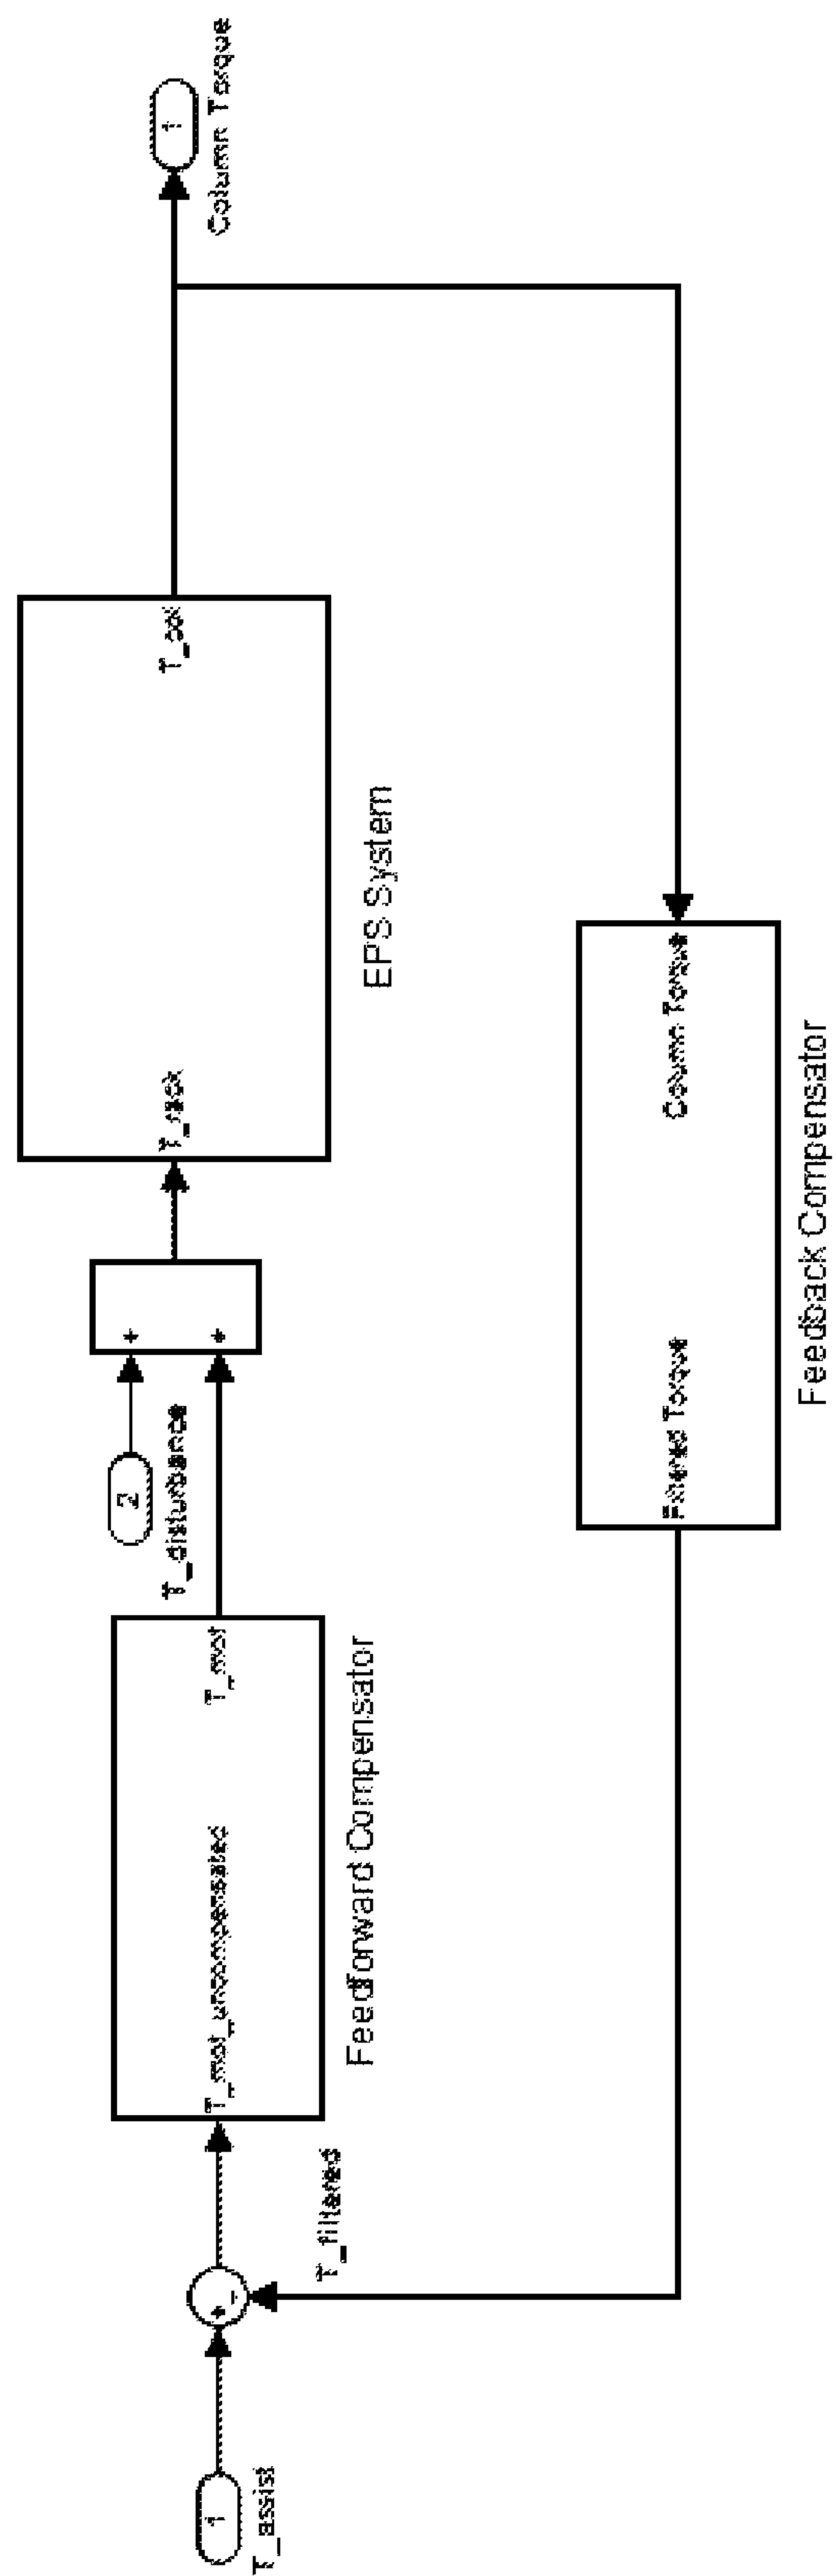 1
T_assist
+
-
T_filtered
T_mot_uncompensated
T_mot
Feedforward Compensator
2
T_disturbance
+
+
T_rack
T_col
EPS System
1
Column Torque
Filtered Torque
Column Torque
Feedback Compensator